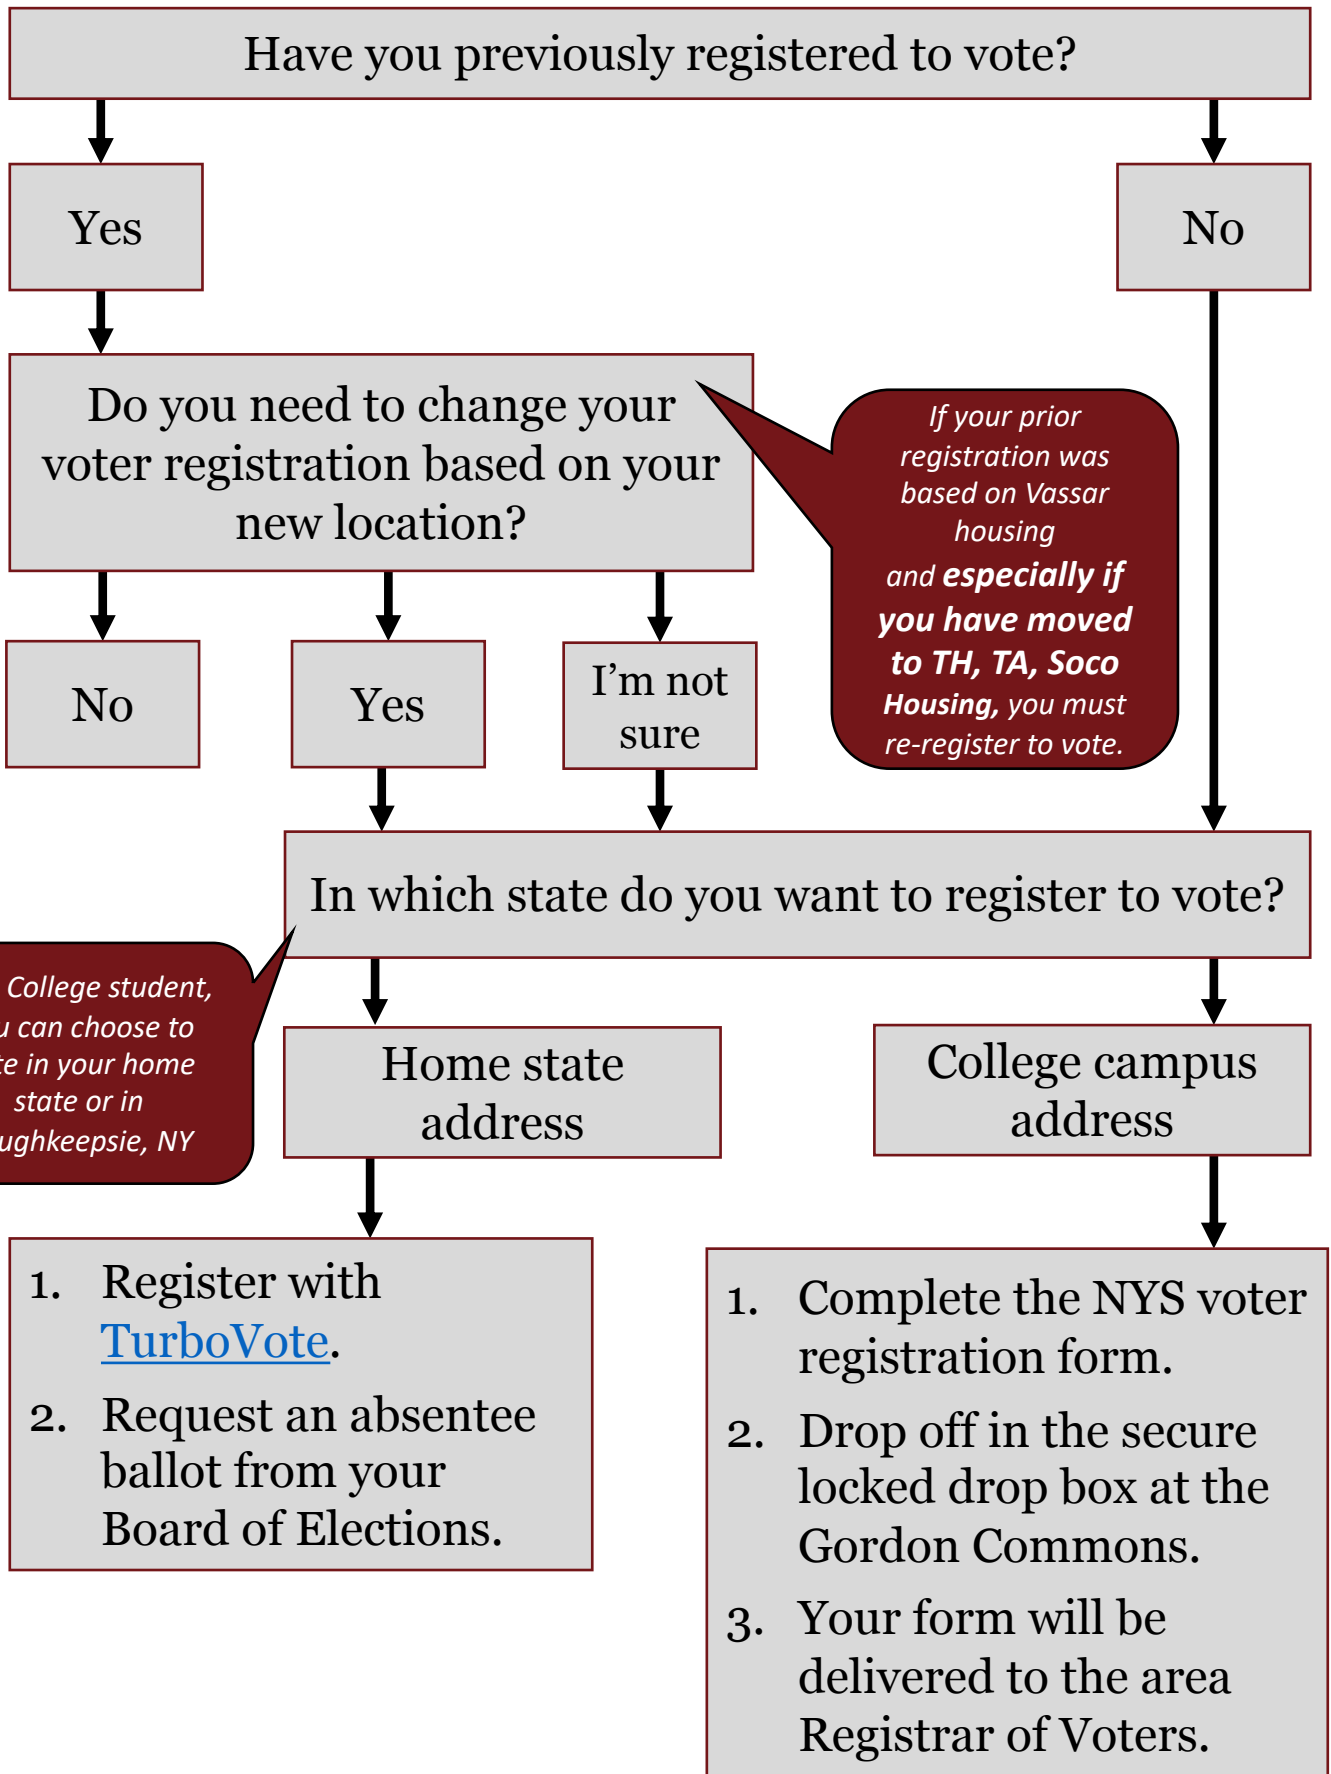 Have you previously registered to vote?
Yes
No
Do you need to change your
voter registration based on your
new location?
If your prior
registration was
based on Vassar
housing
and especially if
you have moved
to TH, TA, Soco
Housing, you must
re-register to vote.
No
Yes
I’m not
sure
In which state do you want to register to vote?
College student,
can choose to
in your home
state or in
NY
Home state
address
College campus
address
1. Register with
TurboVote.
2. Request an absentee
ballot from your
Board of Elections.
1. Complete the NYS voter
registration form.
2. Drop off in the secure
locked drop box at the
Gordon Commons.
3. Your form will be
delivered to the area
Registrar of Voters.